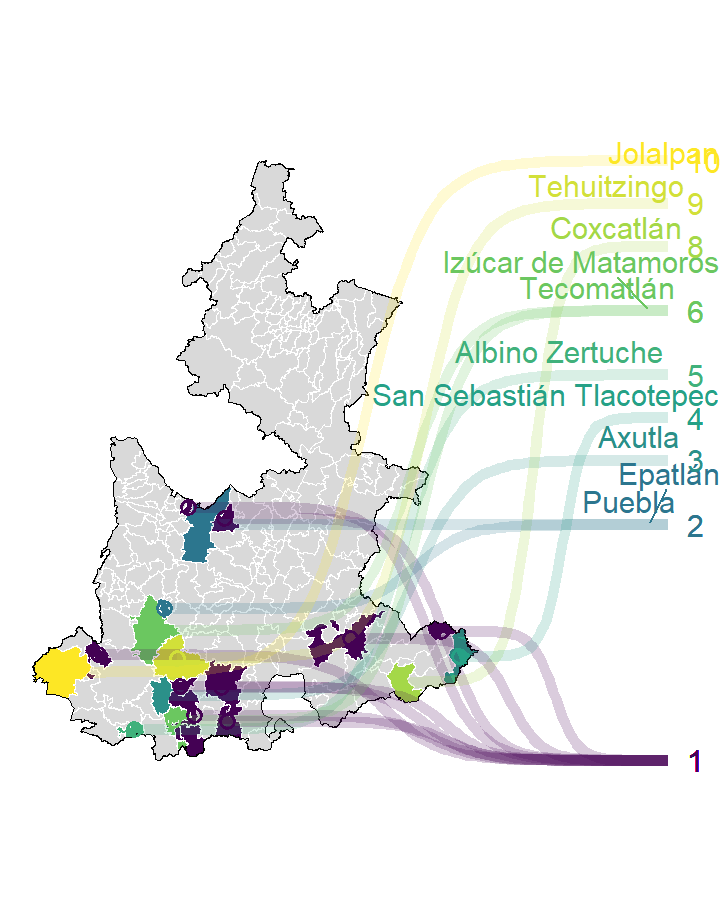 Jolalpan 10
Tehuitzingo 9
Coxcatlán 8
Izúcar de Matamoros
Tecomatlán 6
Albino Zertuche 5
San Sebastián Tlacotepec 4
Axutla 3
Epatlán
Puebla 2
1